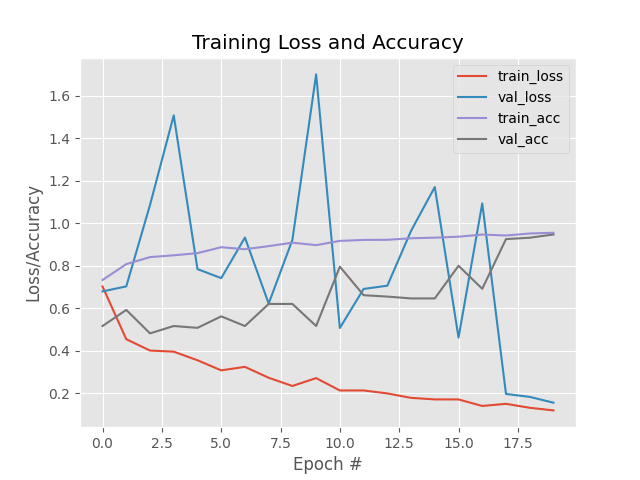 Training Loss and Accuracy
train_loss
val_loss
train_acc
val_acc
Loss/Accuracy
1.6
1.4
1.2
1.0
0.8
0.6
0.4
0.2
0.0 2.5 5.0 7.5 10.0 12.5 15.0 17.5
Epoch #